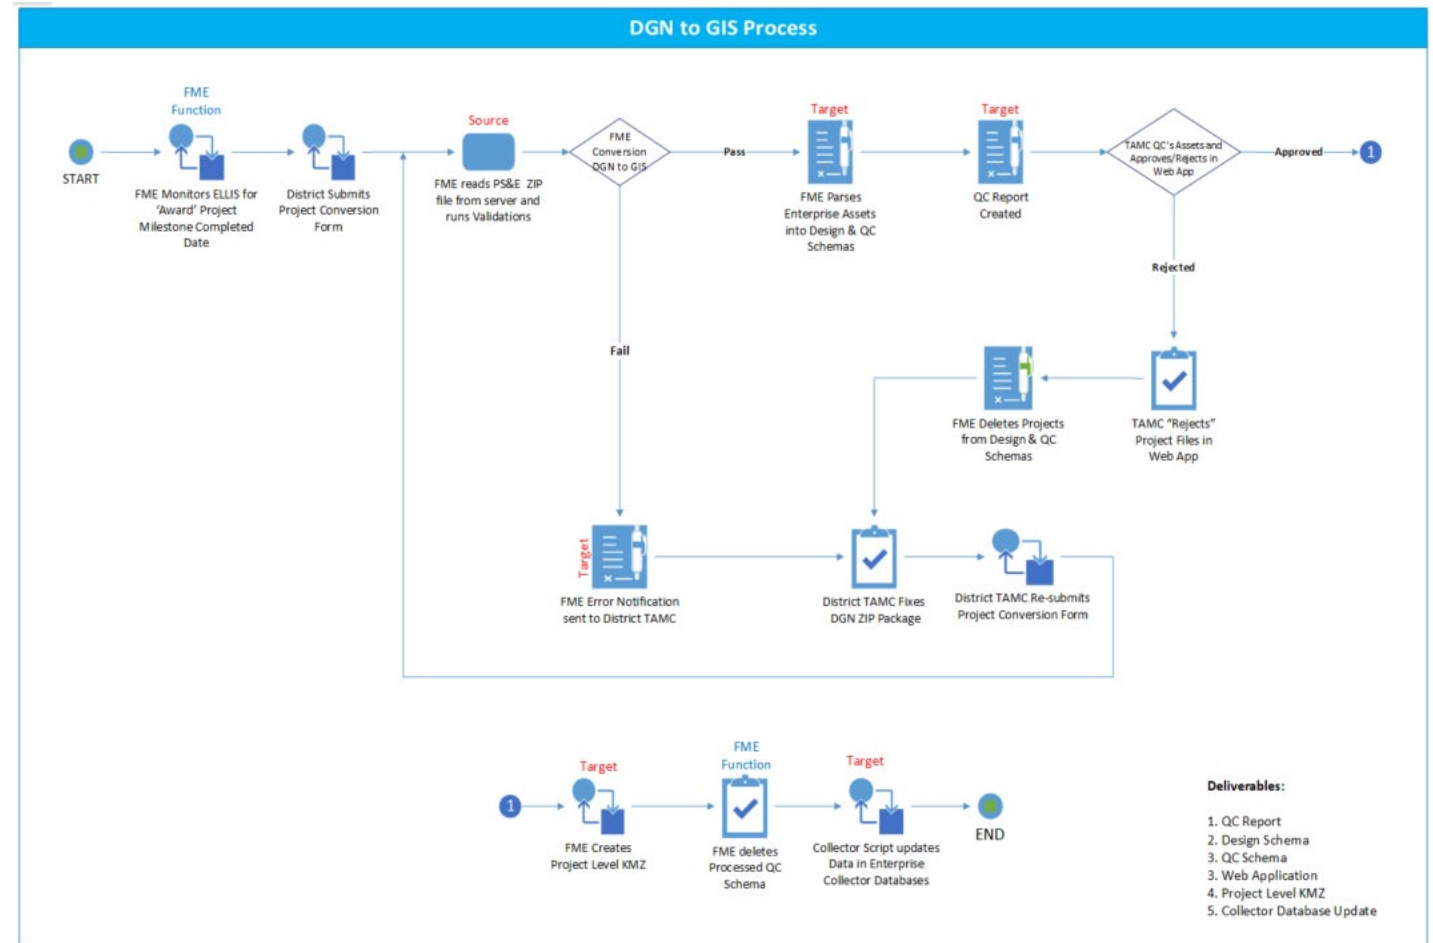 DGN to GIS Process
FME
Function
START
FME Monitors ELLIS for
‘Award’ Project
Milestone Completed
Date
District Submits
Project Conversion
Form
Source
FME reads PS&E ZIP
file from server and
runs Validations
FME
Conversion
DGN to GIS
Pass
Target
FME Parses
Enterprise Assets
into Design & QC
Schemas
Target
QC Report
Created
TAMC QC's Assets and
Approves/Rejects in
Web App
Approved
1
Rejected
Fail
FME Deletes Projects
from Design & QC
Schemas
TAMC “Rejects”
Project Files in
Web App
Target
FME Error Notification
sent to District TAMC
District TAMC Fixes
DGN ZIP Package
District TAMC Re-submits
Project Conversion Form
1
Target
FME Creates
Project Level KMZ
FME
Function
FME deletes
Processed QC
Schema
Target
Collector Script updates
Data in Enterprise
Collector Databases
END
Deliverables:
1. QC Report
2. Design Schema
3. QC Schema
3. Web Application
4. Project Level KMZ
5. Collector Database Update